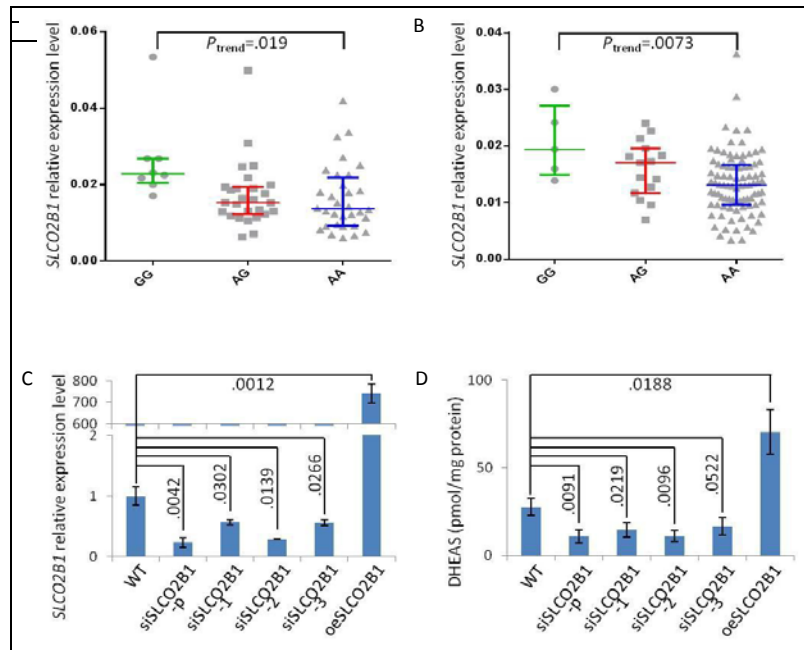 B
0.06
0.04
0.02
0.00
SLCO2B1 relative expression level
Ptrend=.019
GG
AG
AA
0.04
0.03
0.02
0.01
0.00
SLCO2B1 relative expression level
Ptrend=.0073
GG
AG
AA
C
800
700
600
2
1
0
SLCO2B1 relative expression level
.0012
.0042
.0302
.0139
.0266
WT
siSLCO2B1
-p
siSLCO2B1
-1
siSLCO2B1
-2
siSLCO2B1
-3
oeSLCO2B1
D
100
50
0
DHEAS (pmol/mg protein)
.0188
.0091
.0219
.0096
.0522
WT
siSLCO2B1
-p
siSLCO2B1
-1
siSLCO2B1
-2
siSLCO2B1
-3
oeSLCO2B1